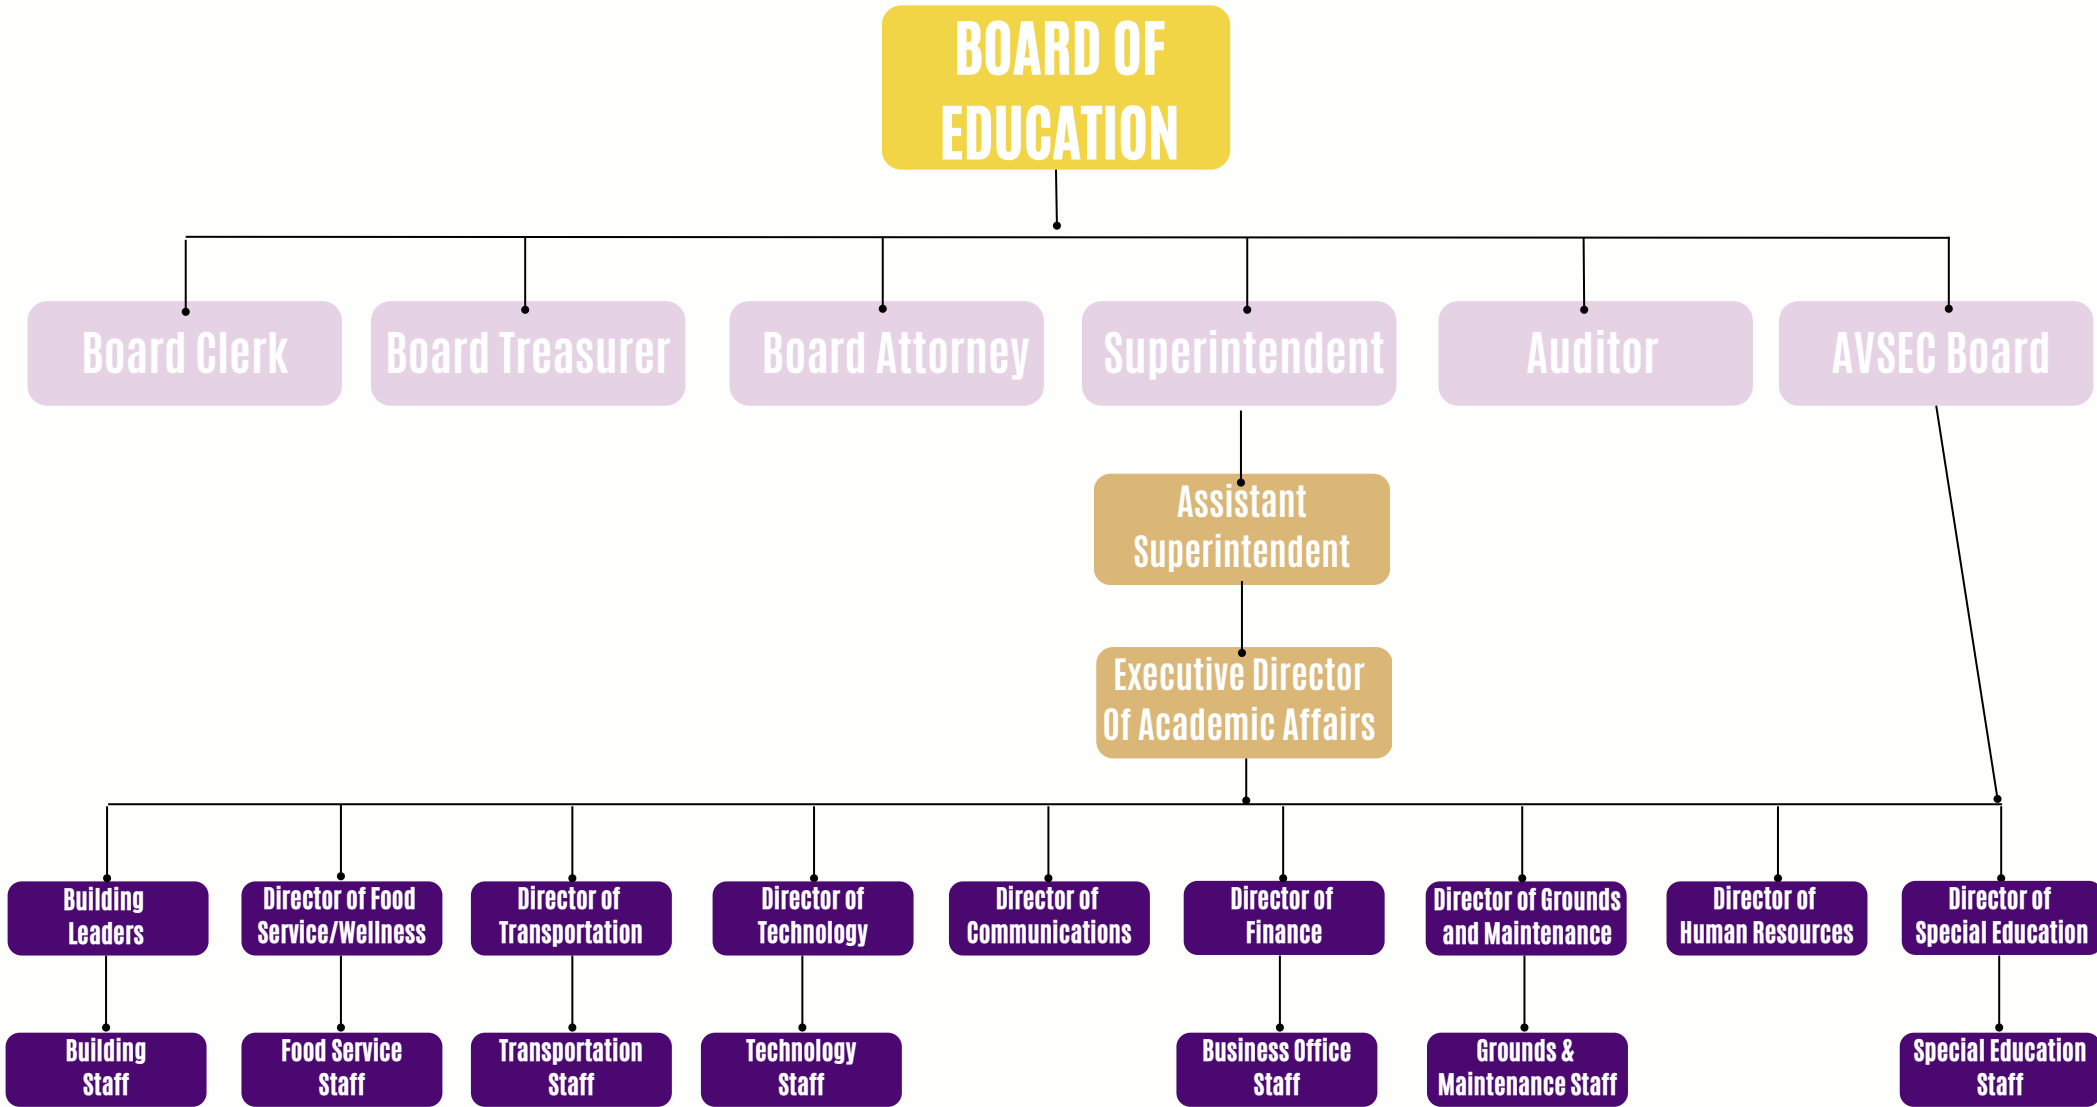 BOARD OF
EDUCATION
Board Clerk
Board Treasurer
Board Attorney
Superintendent
Auditor
AVSEC Board
Assistant
Superintendent
Executive Director
Of Academic Affairs
Building
Leaders
Director of Food
Service/Wellness
Director of
Transportation
Director of
Technology
Director of
Communications
Director of
Finance
Director of Grounds
and Maintenance
Director of
Human Resources
Director of
Special Education
Building
Staff
Food Service
Staff
Transportation
Staff
Technology
Staff
Business Office
Staff
Grounds &
Maintenance Staff
Special Education
Staff